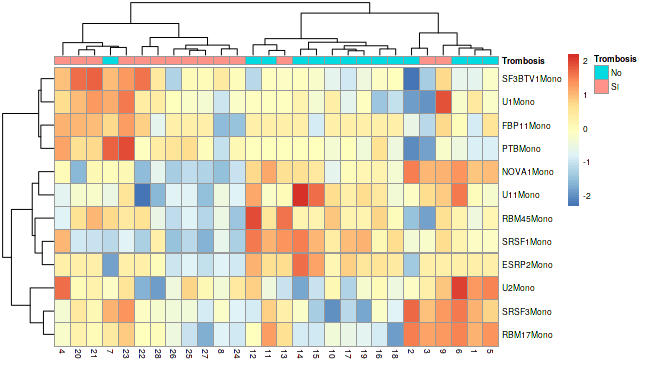 Trombosis
Trombosis
No
SI
2
1
0
-1
-2
SF3BTV1Mono
U1Mono
FBP11Mono
PTBMono
NOVA1Mono
U11Mono
RBM45Mono
SRSF1Mono
ESRP2Mono
U2Mono
SRSF3Mono
RBM17Mono
4 20 21 7 23 22 28 26 25 27 8 24 12 11 13 14 15 10 17 19 16 18 2 3 9 6 1 5